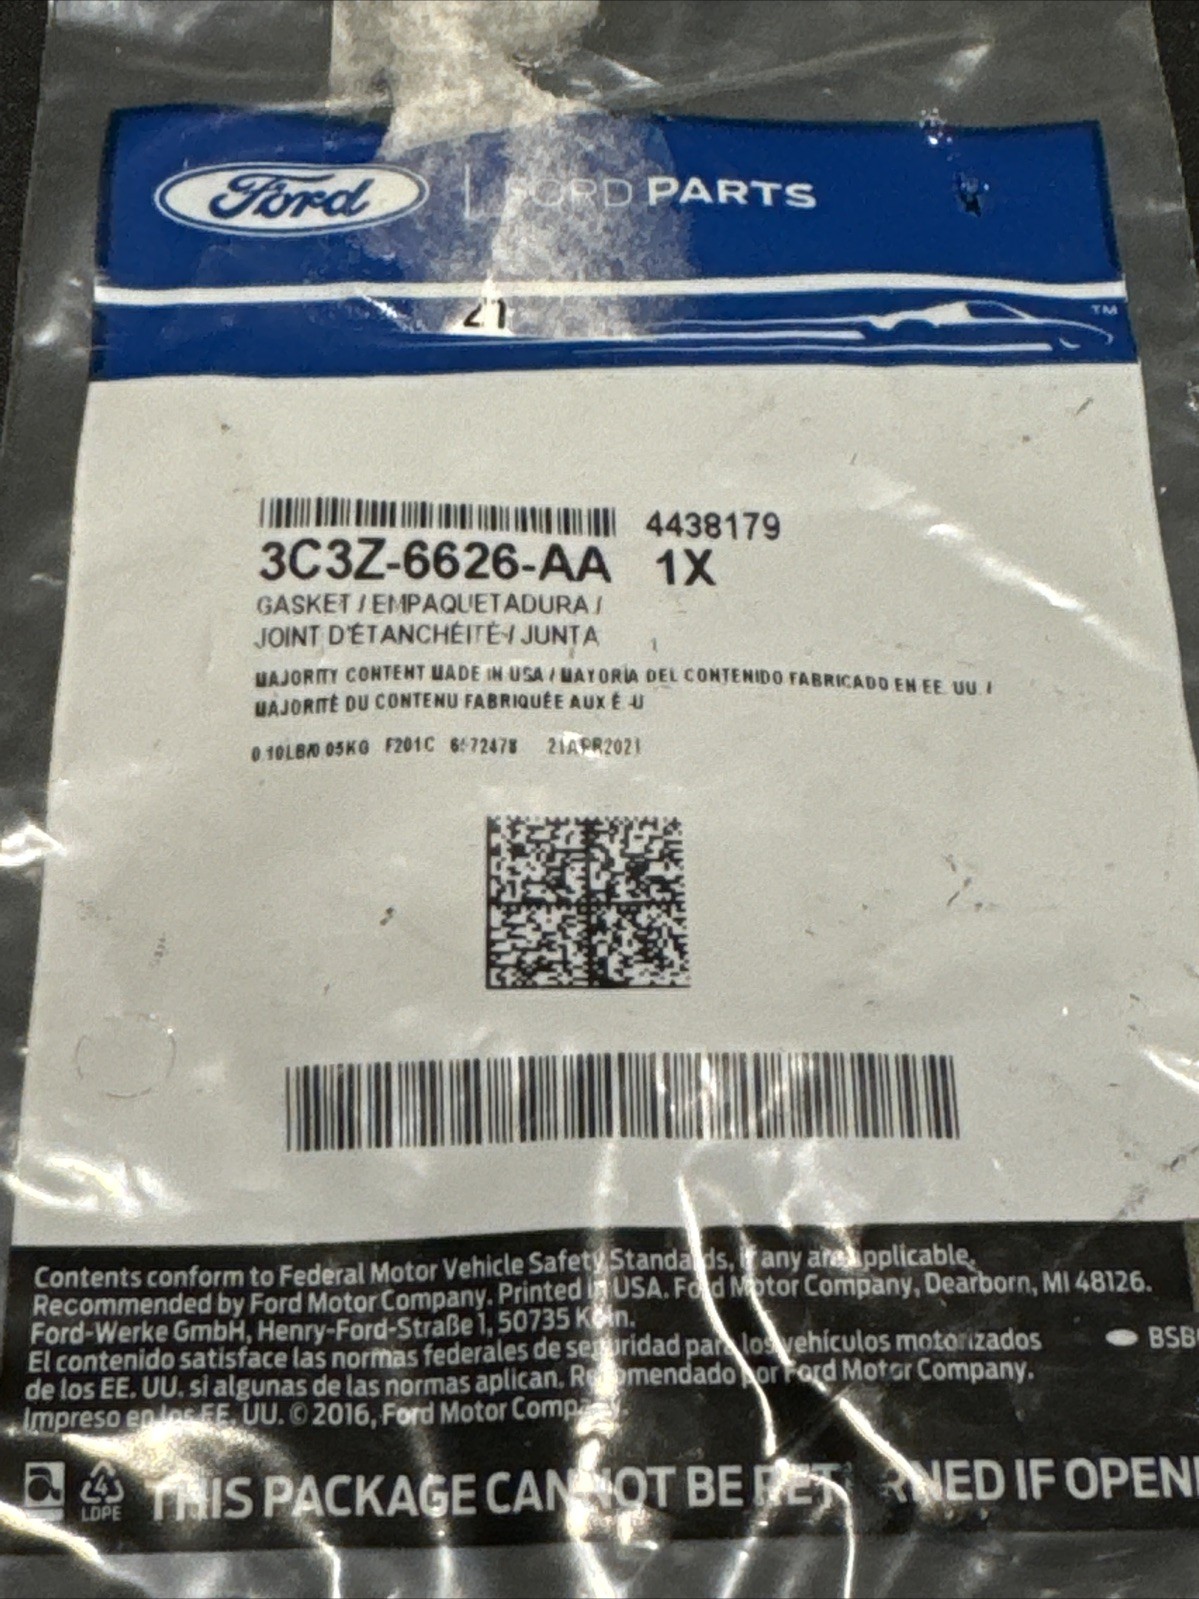 Ford | FORD PARTS
21
TM
4438179
3C3Z-6626-AA 1X
GASKET / EMPAQUETADURA /
JOINT D'ÉTANCHÉITÉ / JUNTA
MAJORITY CONTENT MADE IN USA / MAYORIA DEL CONTENIDO FABRICADO EN EE. UU. /
MAJORITÉ DU CONTENU FABRIQUÉE AUX É-U
0.10LB/0.05KG F201C 21APR2021
Contents conform to Federal Motor Vehicle Safety Standards, if any are applicable.
Recommended by Ford Motor Company. Printed in USA. Ford Motor Company, Dearborn, MI 48126.
Ford-Werke GmbH, Henry-Ford-Straße 1, 50735 Köln.
El contenido satisface las normas federales de seguridad para los vehículos motorizados
de los EE. UU. si algunas de las normas aplican. Recomendado por Ford Motor Company.
Impreso en los EE. UU. © 2016, Ford Motor Company.
BSB
4
LDPE
THIS PACKAGE CANNOT BE RETURNED IF OPEN